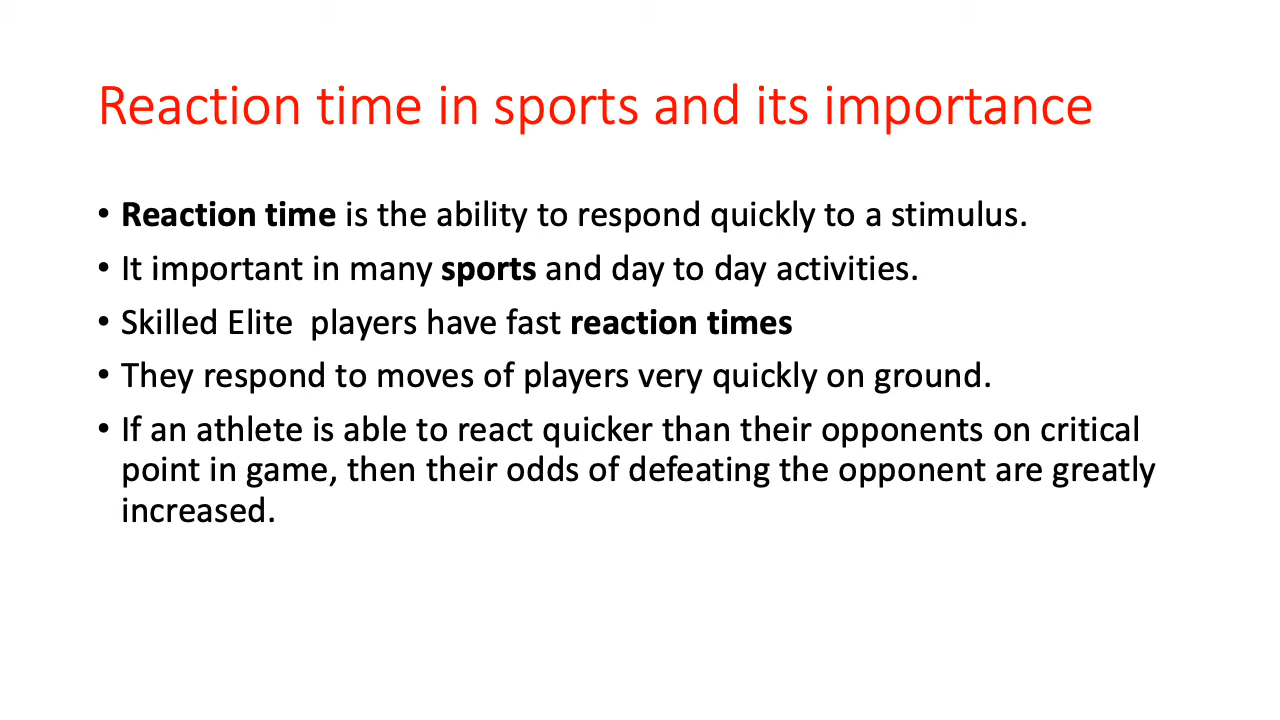 Reaction time in sports and its importance
• Reaction time is the ability to respond quickly to a stimulus.
• It important in many sports and day to day activities.
• Skilled Elite  players have fast reaction times
• They respond to moves of players very quickly on ground.
• If an athlete is able to react quicker than their opponents on critical
point in game, then their odds of defeating the opponent are greatly
increased.